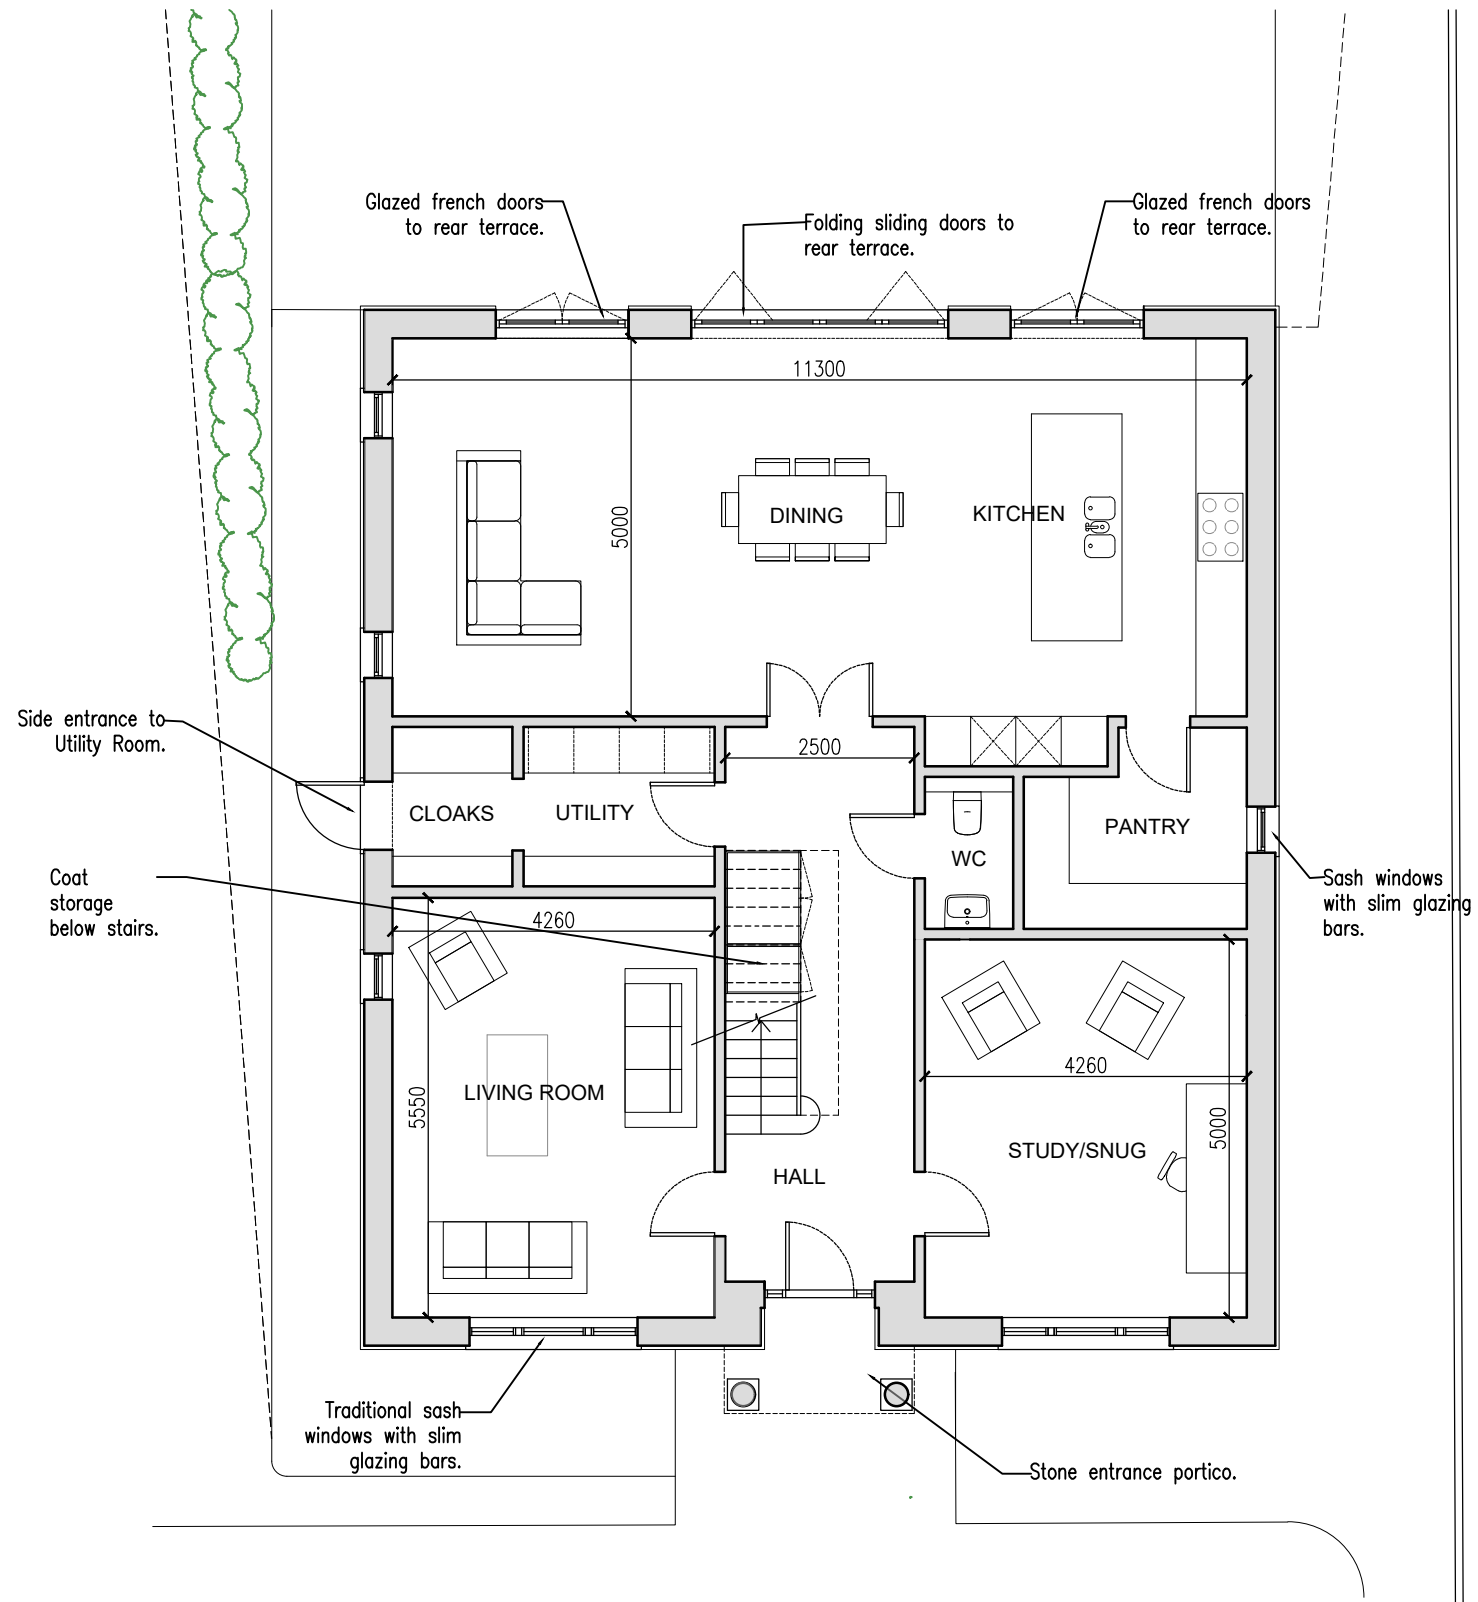 Glazed french doors
to rear terrace.
Folding sliding doors to
rear terrace.
Glazed french doors
to rear terrace.
11300
5000
DINING
KITCHEN
Side entrance to
Utility Room.
2500
CLOAKS
UTILITY
WC
PANTRY
Coat
storage
below stairs.
Sash windows
with slim glazing
bars.
4260
5550
LIVING ROOM
HALL
4260
5000
STUDY/SNUG
Traditional sash
windows with slim
glazing bars.
Stone entrance portico.